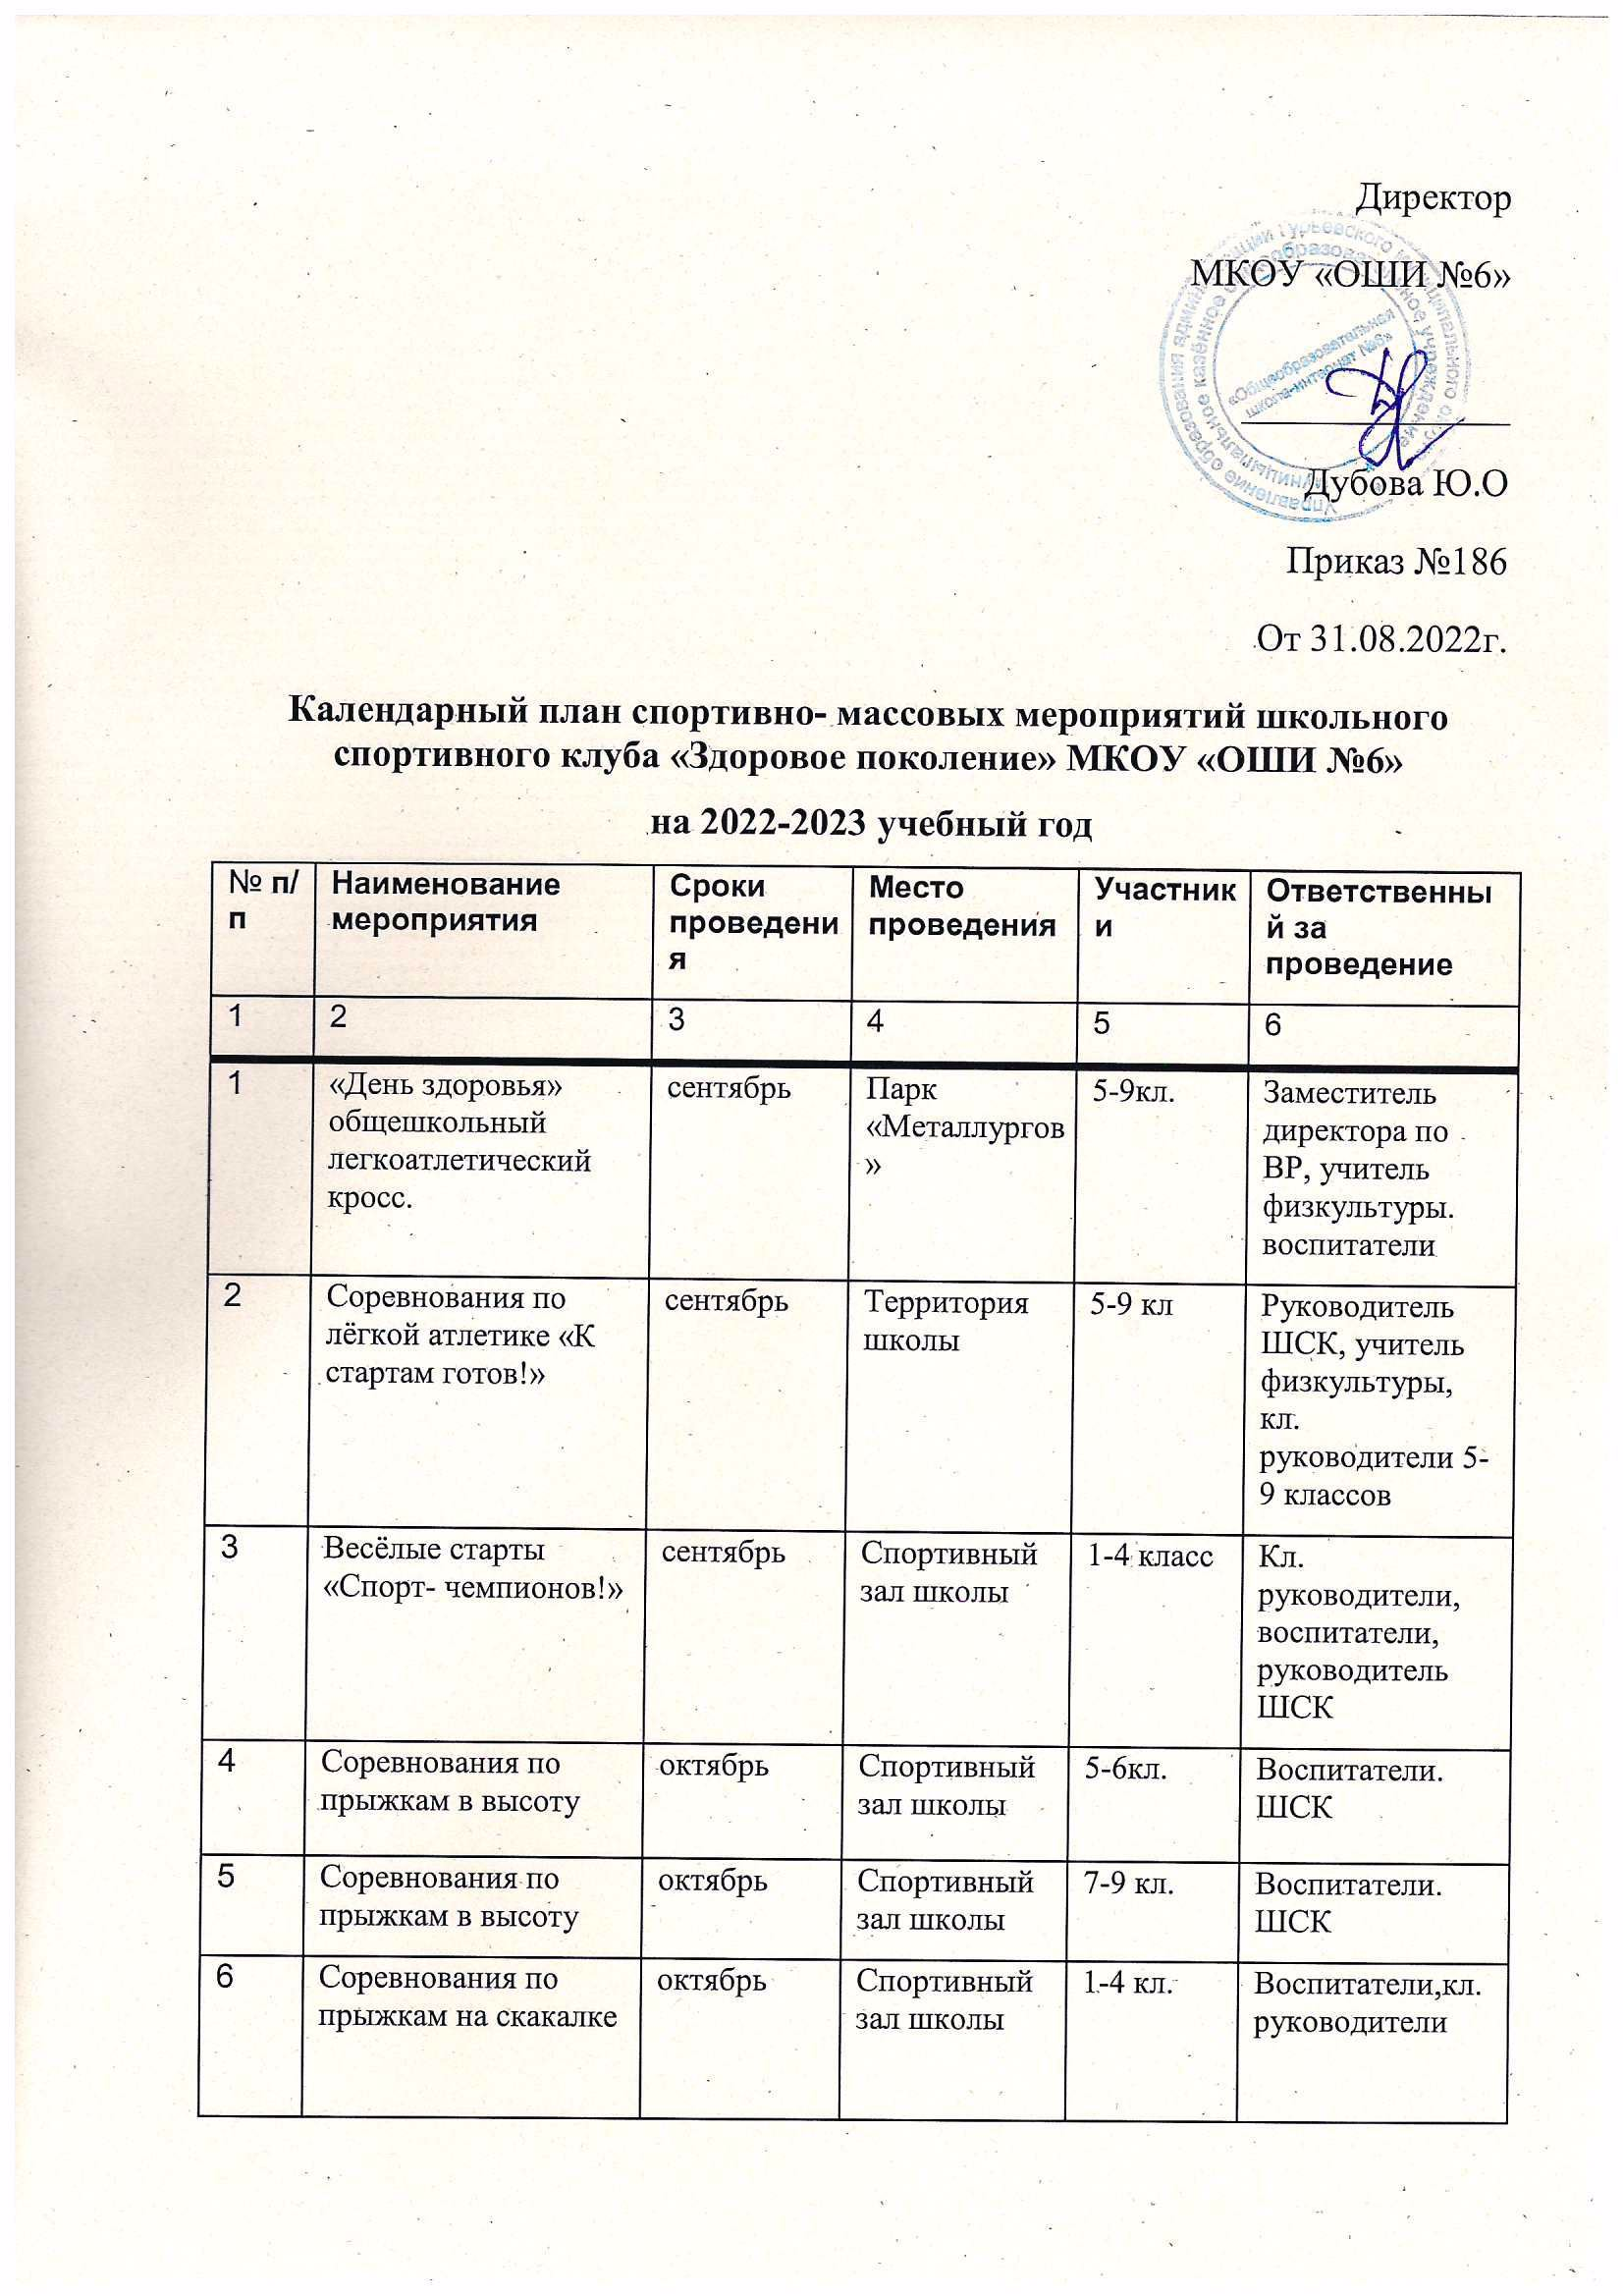 Директор
МКОУ «ОШИ №6»
«Общеобразовательная
школа-интернат №6»
Дубова Ю.О
Приказ №186
От 31.08.2022г.
Календарный план спортивно- массовых мероприятий школьного
спортивного клуба «Здоровое поколение» МКОУ «ОШИ №6»
на 2022-2023 учебный год
№ п/
п
Наименование
мероприятия
Сроки
проведени
я
Место
проведения
Участник
и
Ответственны
й за
проведение
1
2
3
4
5
6
1
«День здоровья»
общешкольный
легкоатлетический
кросс.
сентябрь
Парк
«Металлургов
»
5-9кл.
Заместитель
директора по
ВР, учитель
физкультуры.
воспитатели
2
Соревнования по
лёгкой атлетике «К
стартам готов!»
сентябрь
Территория
школы
5-9 кл
Руководитель
ШСК, учитель
физкультуры,
кл.
руководители 5-
9 классов
3
Весёлые старты
«Спорт- чемпионов!»
сентябрь
Спортивный
зал школы
1-4 класс
Кл.
руководители,
воспитатели,
руководитель
ШСК
4
Соревнования по
прыжкам в высоту
октябрь
Спортивный
зал школы
5-6кл.
Воспитатели.
ШСК
5
Соревнования по
прыжкам в высоту
октябрь
Спортивный
зал школы
7-9 кл.
Воспитатели.
ШСК
6
Соревнования по
прыжкам на скакалке
октябрь
Спортивный
зал школы
1-4 кл.
Воспитатели,кл.
руководители